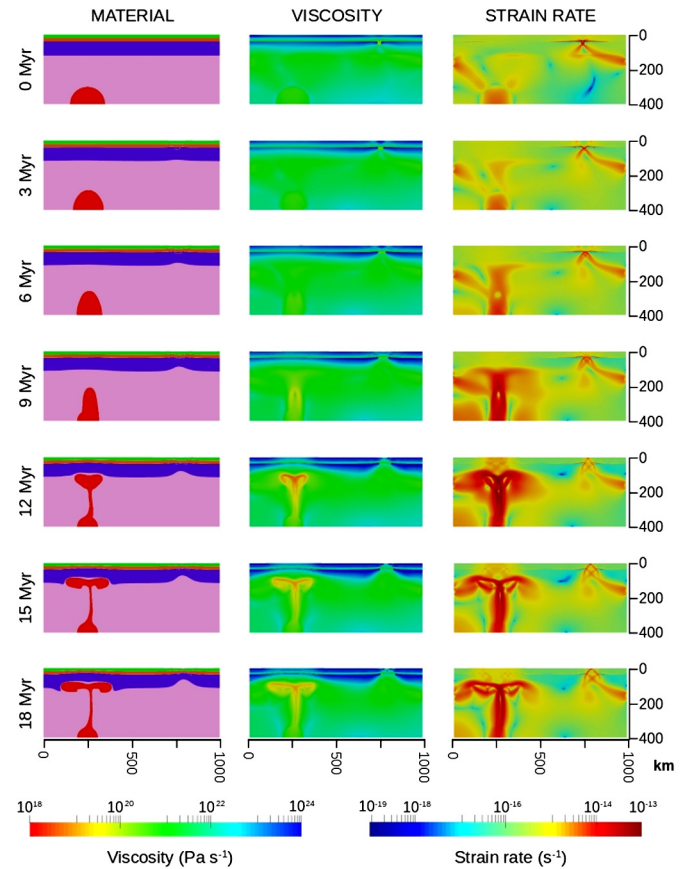 MATERIAL VISCOSITY STRAIN RATE
0 Myr
0
200
400
3 Myr
0
200
400
6 Myr
0
200
400
9 Myr
0
200
400
12 Myr
0
200
400
15 Myr
0
200
400
18 Myr
0
200
400
0 500 1000 0 500 1000 0 500 1000 km
10¹⁸ 10²⁰ 10²² 10²⁴ 10⁻¹⁹ 10⁻¹⁸ 10⁻¹⁶ 10⁻¹⁴ 10⁻¹³
Viscosity (Pa s⁻¹) Strain rate (s⁻¹)